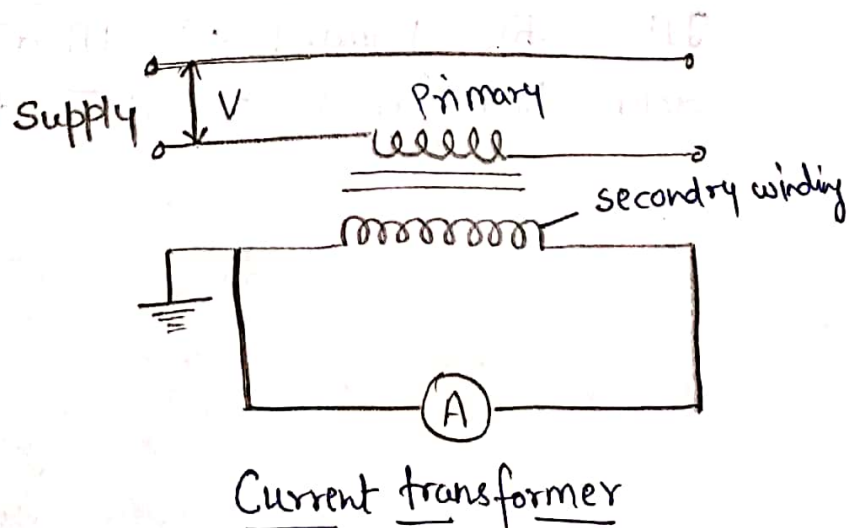 Supply
V
Primary
secondry winding
A
Current transformer